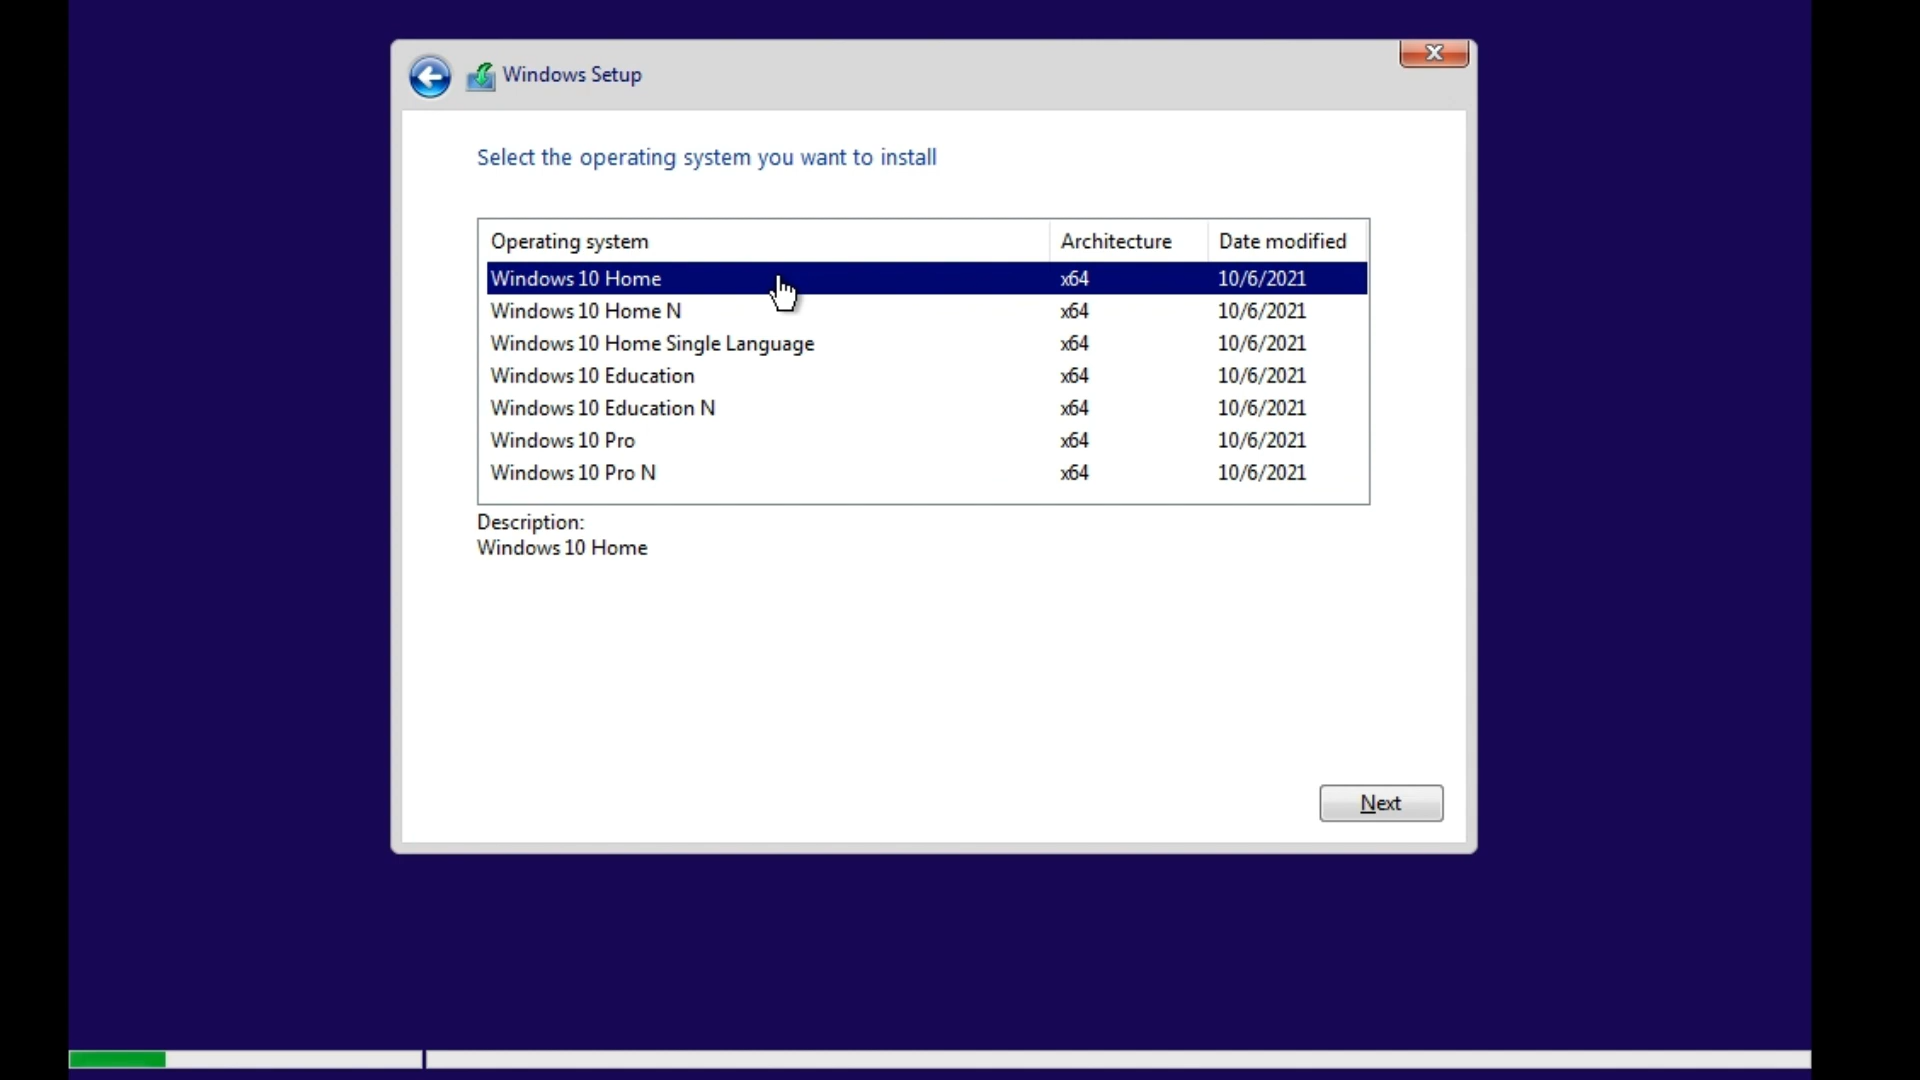 Windows Setup
Select the operating system you want to install
Operating system Architecture Date modified
Windows 10 Home x64 10/6/2021
Windows 10 Home N x64 10/6/2021
Windows 10 Home Single Language x64 10/6/2021
Windows 10 Education x64 10/6/2021
Windows 10 Education N x64 10/6/2021
Windows 10 Pro x64 10/6/2021
Windows 10 Pro N x64 10/6/2021
Description:
Windows 10 Home
Next